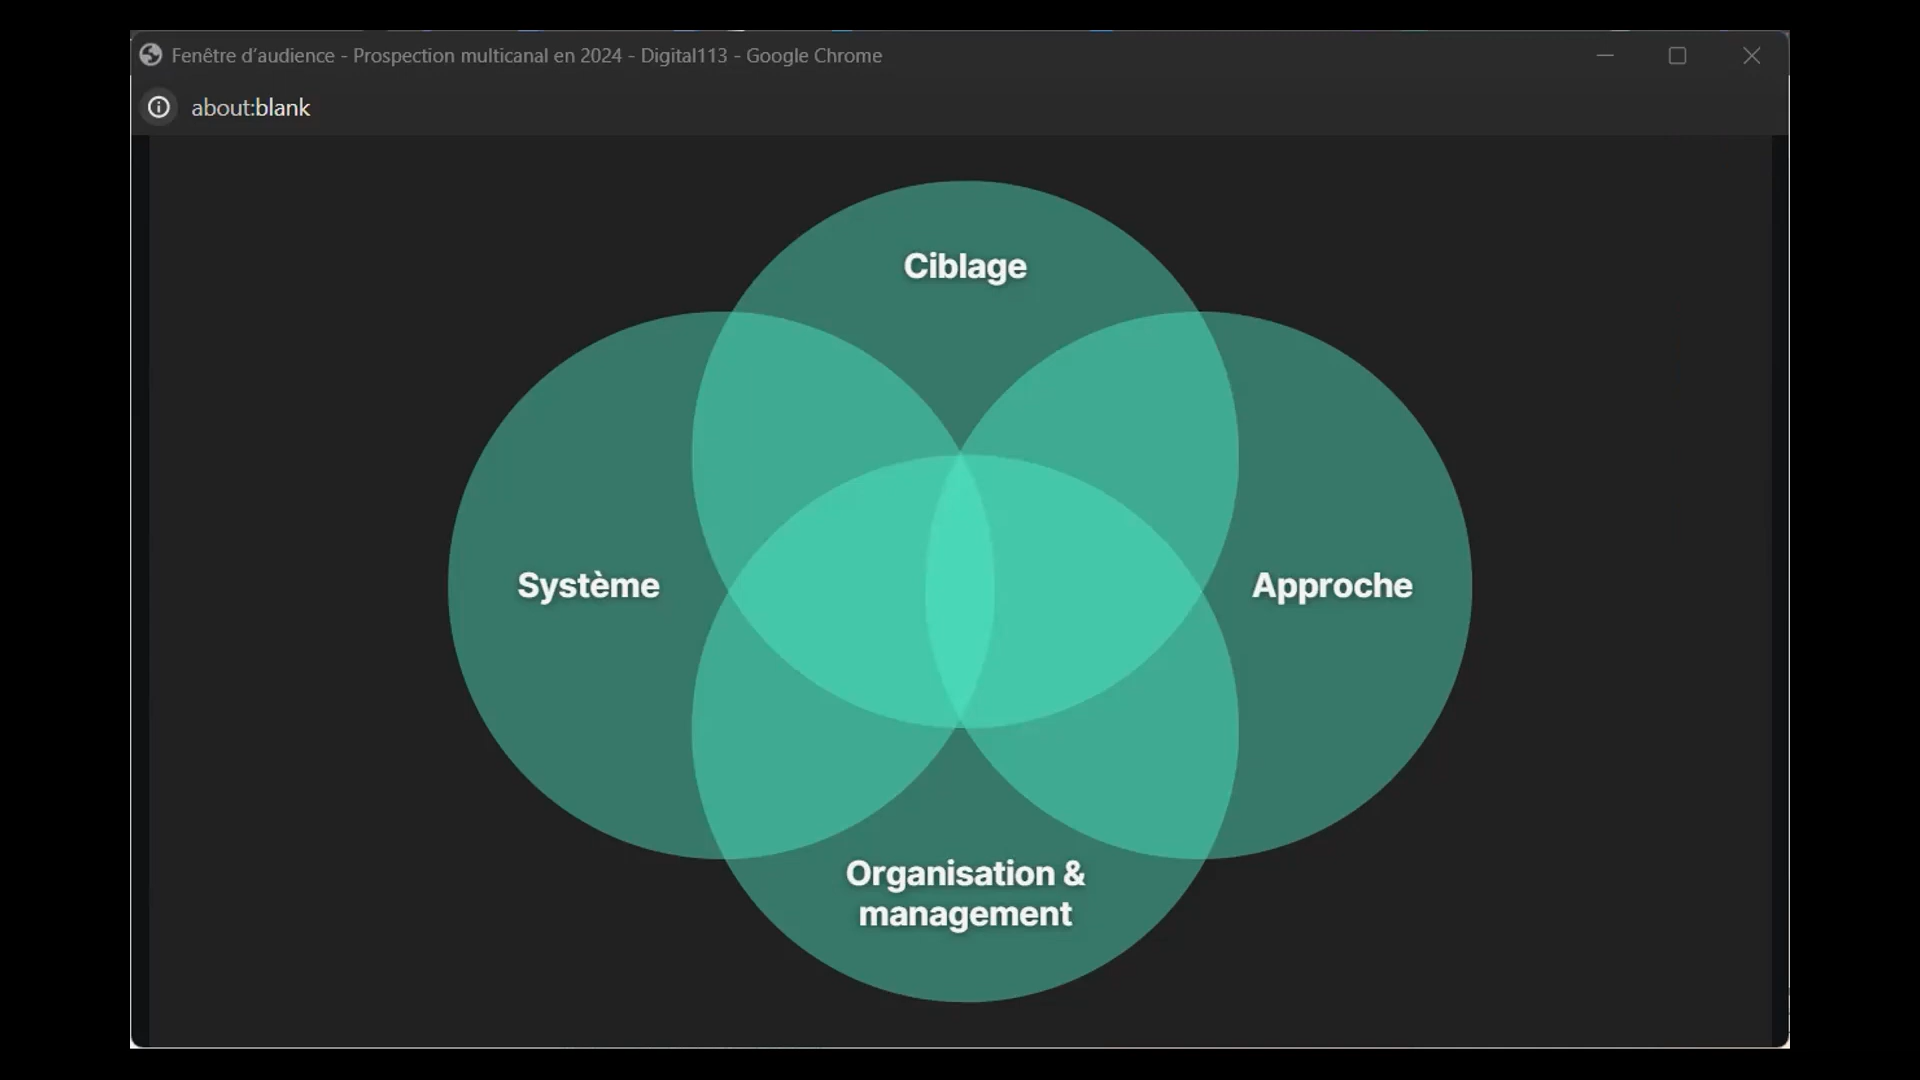 Fenêtre d’audience - Prospection multicanal en 2024 - Digital113 - Google Chrome
about:blank
Ciblage
Système
Approche
Organisation &
management